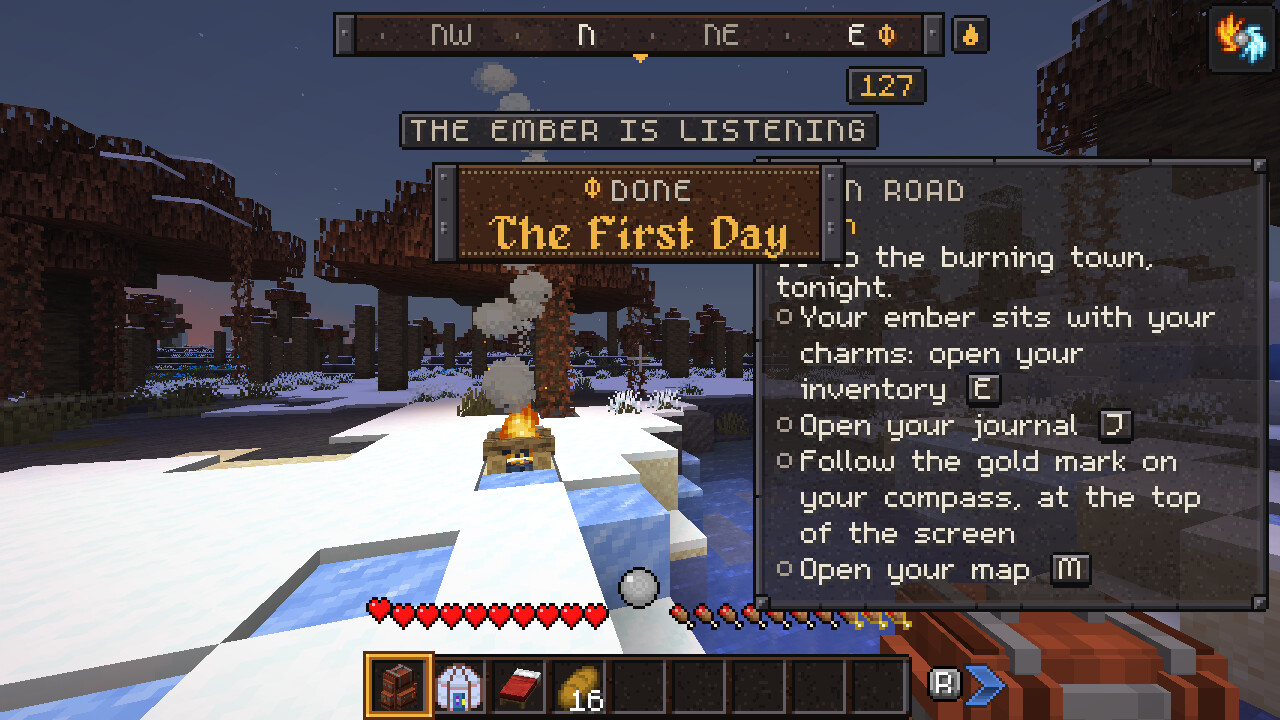 NW N NE E
127
THE EMBER IS LISTENING
DONE
The First Day
N ROAD
to the burning town,
tonight.
Your ember sits with your
charms: open your
inventory E
Open your journal J
Follow the gold mark on
your compass, at the top
of the screen
Open your map M
16
R